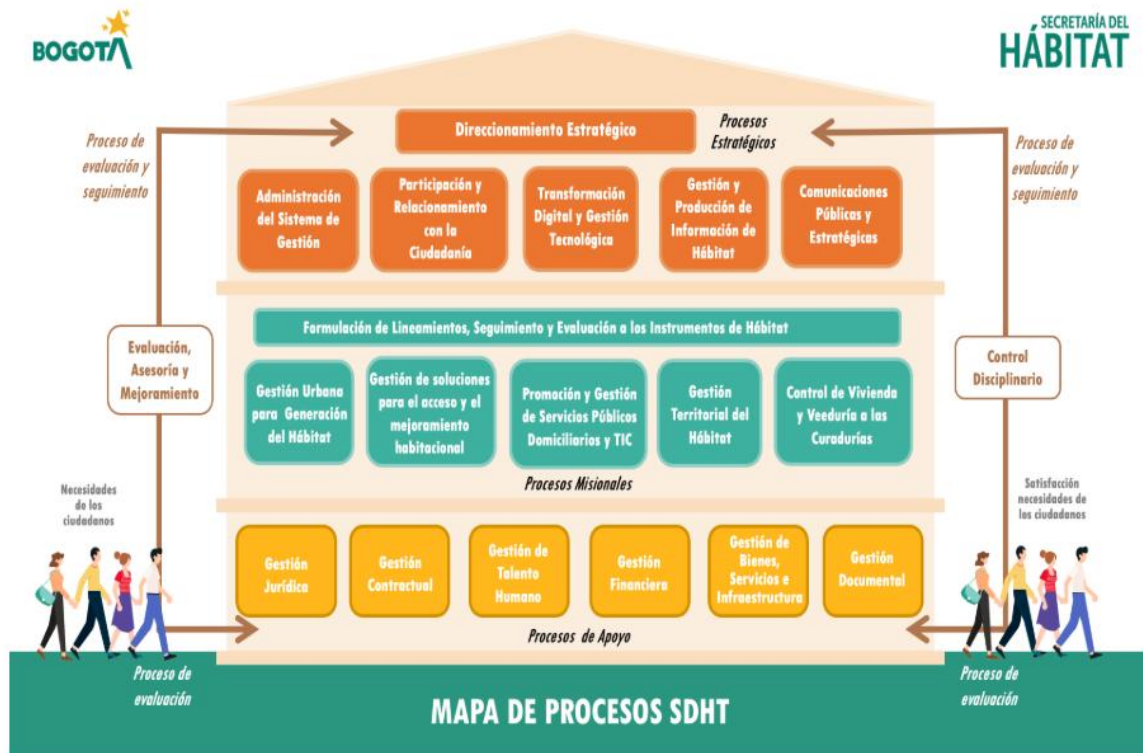 BOGOTÁ
SECRETARÍA DEL
HÁBITAT
Proceso de
evaluación y
seguimiento
Direccionamiento Estratégico
Procesos
Estratégicos
Proceso de
evaluación y
seguimiento
Administración
del Sistema de
Gestión
Participación y
Relacionamiento
con la
Ciudadanía
Transformación
Digital y Gestión
Tecnológica
Gestión y
Producción de
Información de
Hábitat
Comunicaciones
Públicas y
Estratégicas
Formulación de Lineamientos, Seguimiento y Evaluación a los Instrumentos de Hábitat
Evaluación,
Asesoría y
Mejoramiento
Control
Disciplinario
Gestión Urbana
para Generación
del Hábitat
Gestión de soluciones
para el acceso y el
mejoramiento
habitacional
Promoción y Gestión
de Servicios Públicos
Domiciliarios y TIC
Gestión
Territorial del
Hábitat
Control de Vivienda
y Veeduría a las
Curadurías
Procesos Misionales
Necesidades
de los
ciudadanos
Satisfacción
necesidades de
los ciudadanos
Gestión
Jurídica
Gestión
Contractual
Gestión de
Talento
Humano
Gestión
Financiera
Gestión de
Bienes,
Servicios e
Infraestructura
Gestión
Documental
Procesos de Apoyo
Proceso de
evaluación
Proceso de
evaluación
MAPA DE PROCESOS SDHT